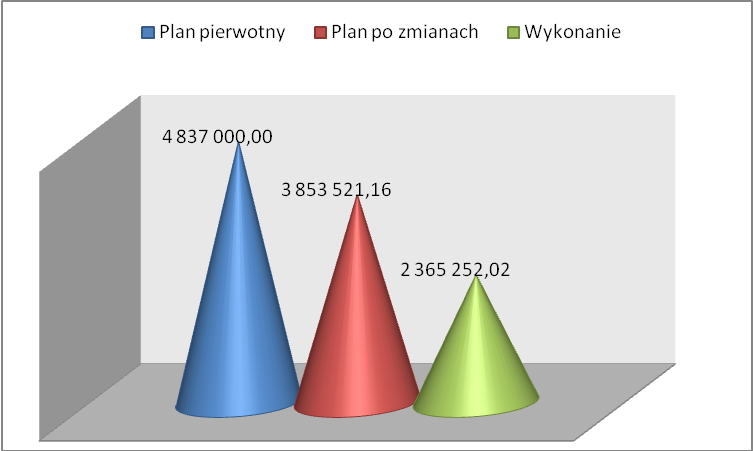 Plan pierwotny Plan po zmianach Wykonanie
4 837 000,00
3 853 521,16
2 365 252,02